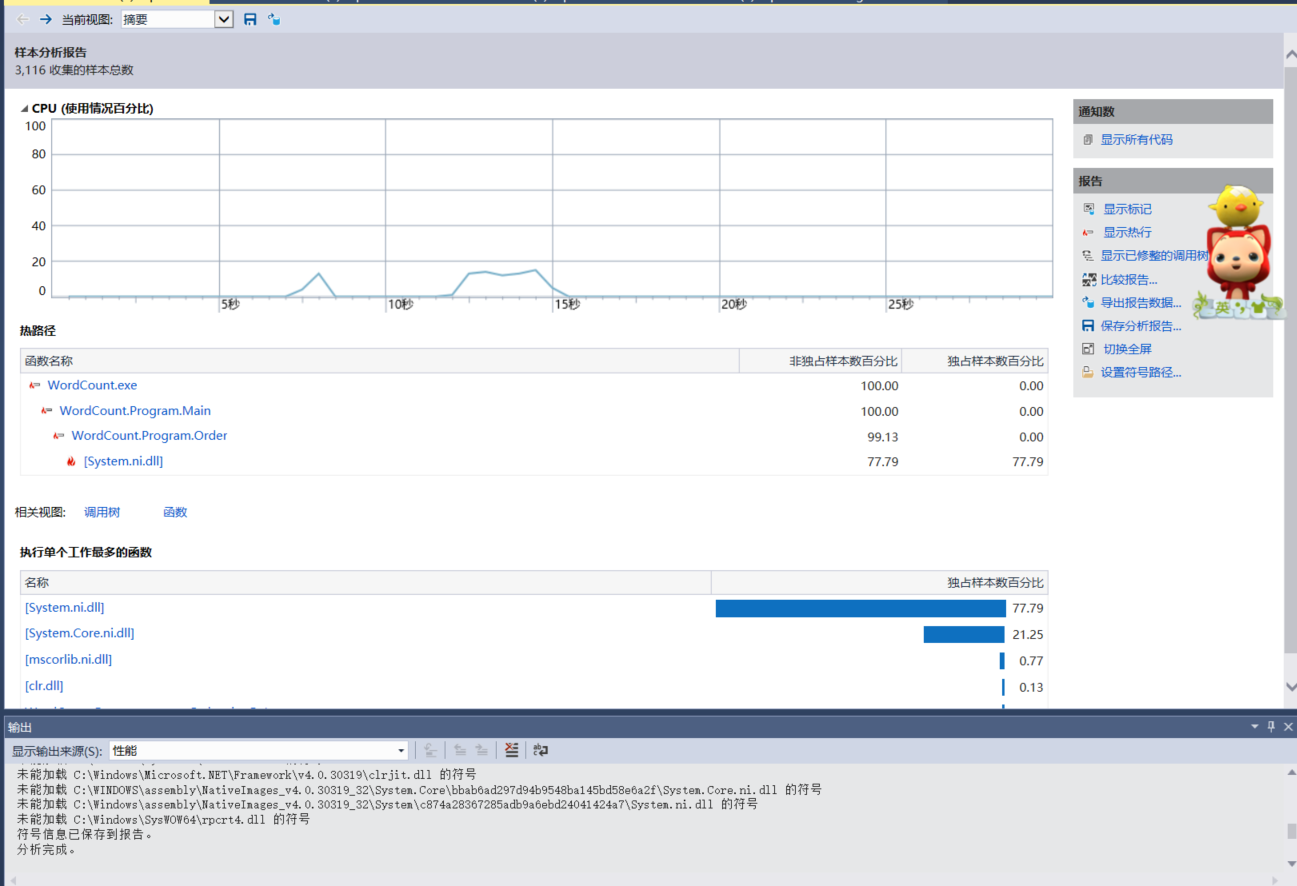 当前视图: 摘要
样本分析报告
3,116 收集的样本总数
CPU (使用情况百分比)
100
80
60
40
20
0
5秒 10秒 15秒 20秒 25秒
热路径
函数名称 非独占样本数百分比 独占样本数百分比
WordCount.exe 100.00 0.00
WordCount.Program.Main 100.00 0.00
WordCount.Program.Order 99.13 0.00
[System.ni.dll] 77.79 77.79
相关视图: 调用树 函数
执行单个工作最多的函数
名称 独占样本数百分比
[System.ni.dll] 77.79
[System.Core.ni.dll] 21.25
[mscorlib.ni.dll] 0.77
[clr.dll] 0.13
通知数
显示所有代码
报告
显示标记
显示热行
显示已修整的调用树
比较报告...
导出报告数据...
保存分析报告...
切换全屏
设置符号路径...
英
输出
显示输出来源(S): 性能
未能加载 C:\Windows\Microsoft.NET\Framework\v4.0.30319\clrjit.dll 的符号
未能加载 C:\WINDOWS\assembly\NativeImages_v4.0.30319_32\System.Core\bbab6ad297d94b9548ba145bd58e6a2f\System.Core.ni.dll 的符号
未能加载 C:\Windows\assembly\NativeImages_v4.0.30319_32\System\c874a28367285adb9a6ebd24041424a7\System.ni.dll 的符号
未能加载 C:\Windows\SysWOW64\rpcrt4.dll 的符号
符号信息已保存到报告。
分析完成。